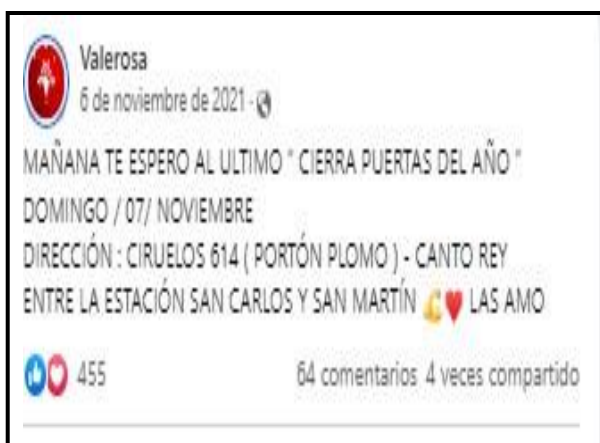 Valerosa
6 de noviembre de 2021 ·
MAÑANA TE ESPERO AL ULTIMO " CIERRA PUERTAS DEL AÑO "
DOMINGO / 07/ NOVIEMBRE
DIRECCIÓN : CIRUELOS 614 ( PORTÓN PLOMO ) - CANTO REY
ENTRE LA ESTACIÓN SAN CARLOS Y SAN MARTÍN 💪❤️ LAS AMO
455 64 comentarios 4 veces compartido